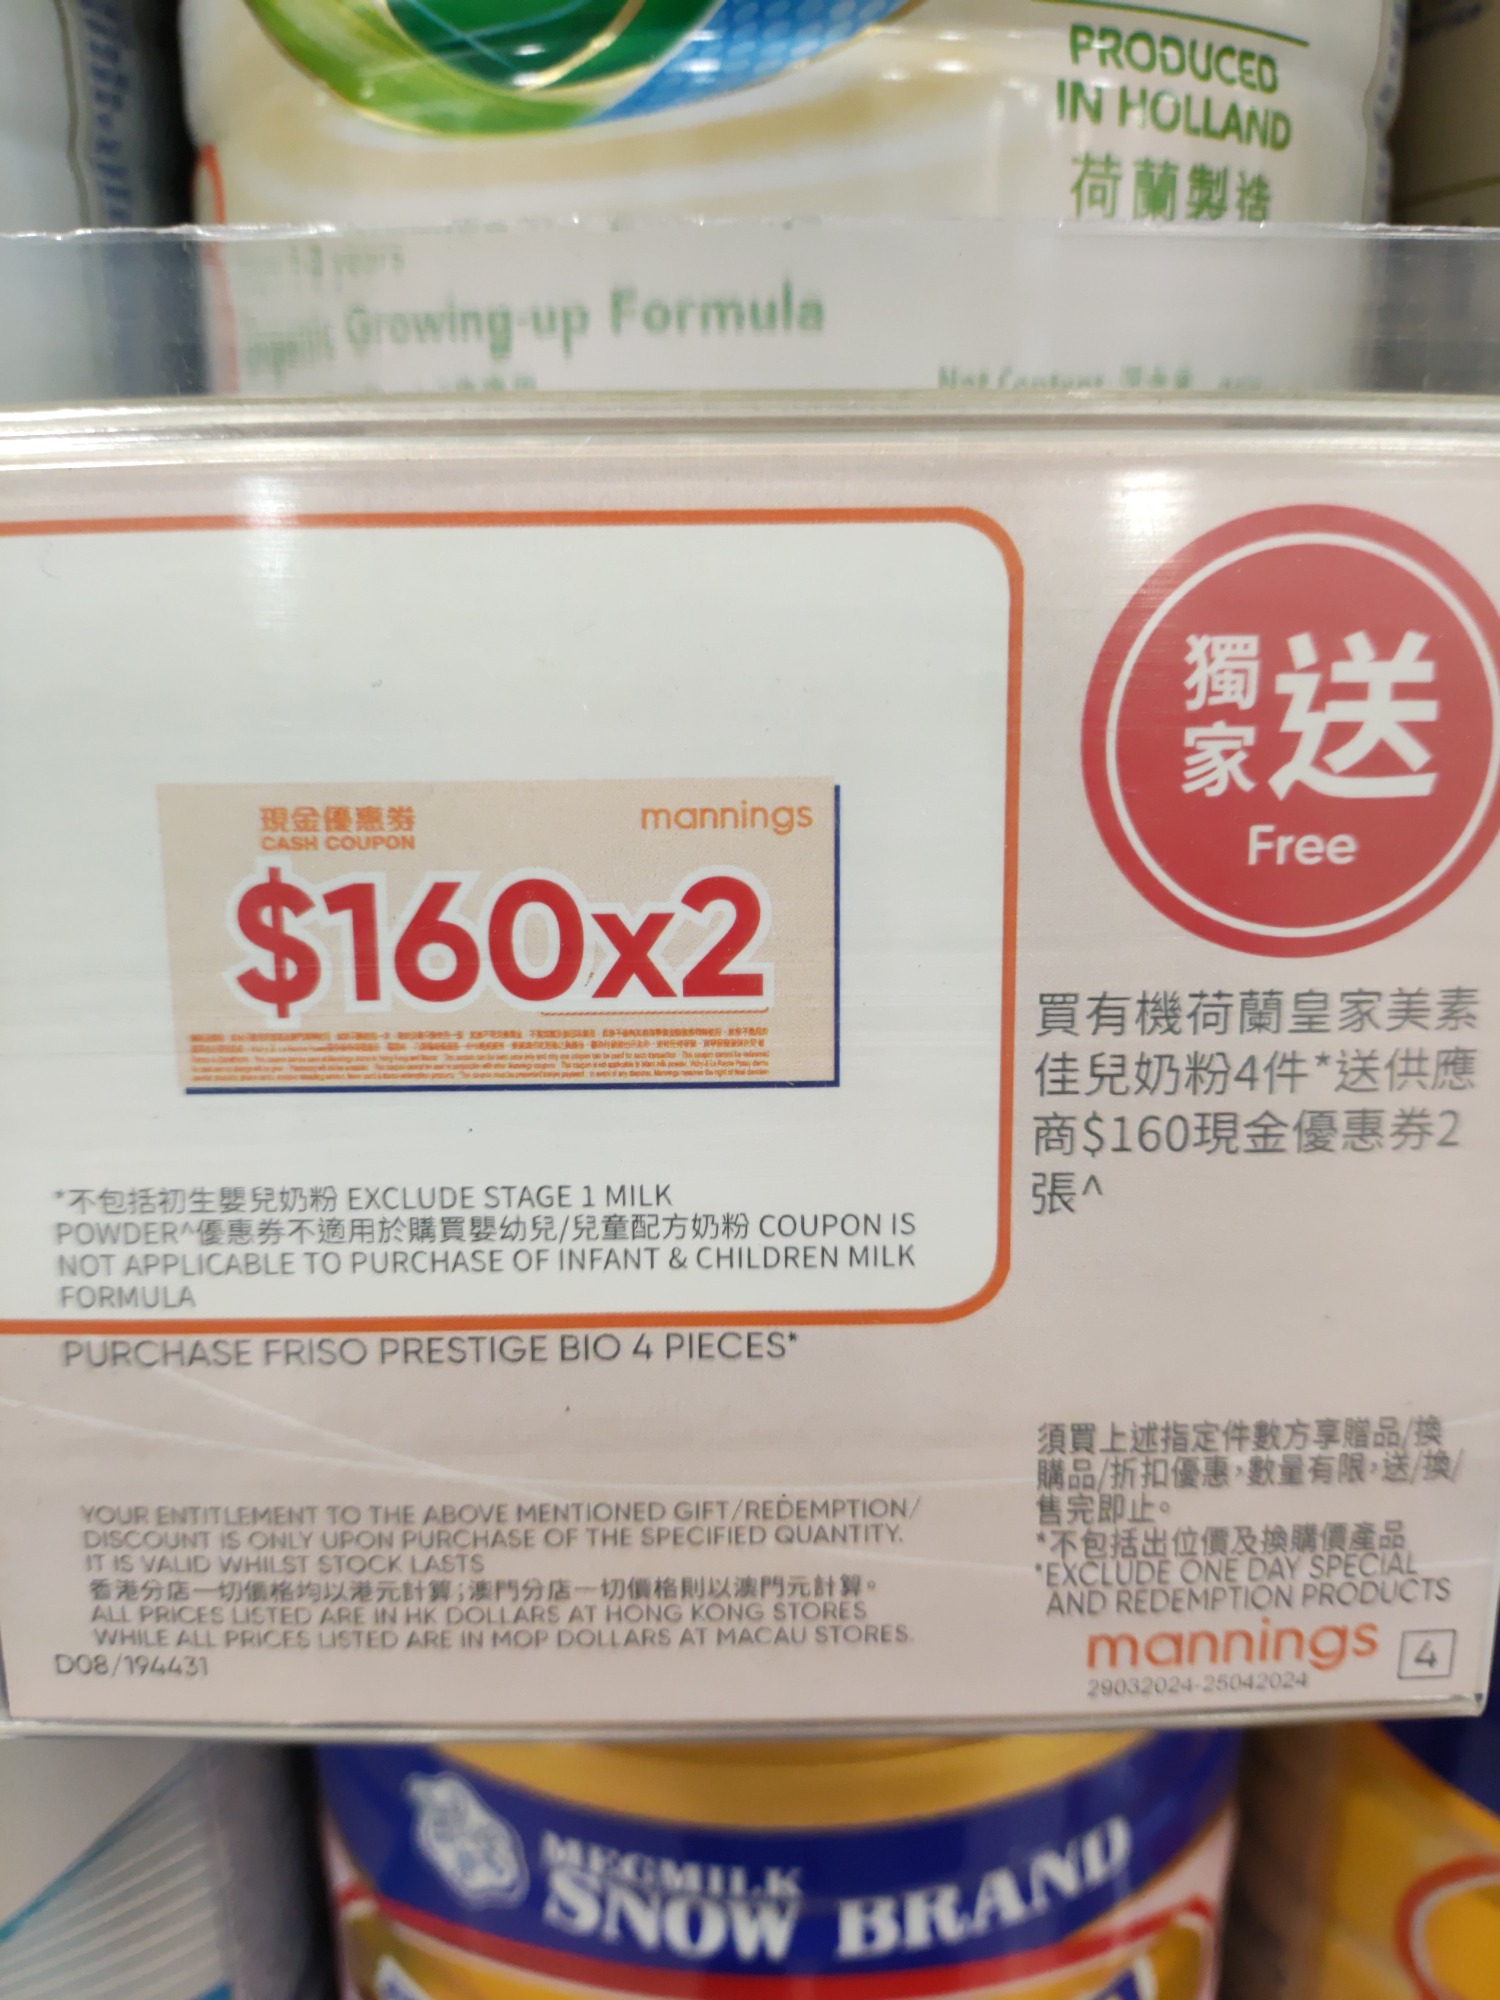 PRODUCED
IN HOLLAND
荷蘭製造
Growing-up Formula
獨家送
Free
現金優惠券
CASH COUPON
mannings
$160x2
買有機荷蘭皇家美素
佳兒奶粉4件*送供應
商$160現金優惠券2
張^
*不包括初生嬰兒奶粉 EXCLUDE STAGE 1 MILK
POWDER^優惠券不適用於購買嬰幼兒/兒童配方奶粉 COUPON IS
NOT APPLICABLE TO PURCHASE OF INFANT & CHILDREN MILK
FORMULA
PURCHASE FRISO PRESTIGE BIO 4 PIECES*
YOUR ENTITLEMENT TO THE ABOVE MENTIONED GIFT/REDEMPTION/
DISCOUNT IS ONLY UPON PURCHASE OF THE SPECIFIED QUANTITY.
IT IS VALID WHILST STOCK LASTS
香港分店一切價格均以港元計算;澳門分店一切價格則以澳門元計算。
ALL PRICES LISTED ARE IN HK DOLLARS AT HONG KONG STORES
WHILE ALL PRICES LISTED ARE IN MOP DOLLARS AT MACAU STORES.
D08/194431
須買上述指定件數方享贈品/換
購品/折扣優惠,數量有限,送/換/
售完即止。
*不包括出位價及換購價產品
*EXCLUDE ONE DAY SPECIAL
AND REDEMPTION PRODUCTS
mannings 4
29032024-25042024
MEGMILK
SNOW BRAND